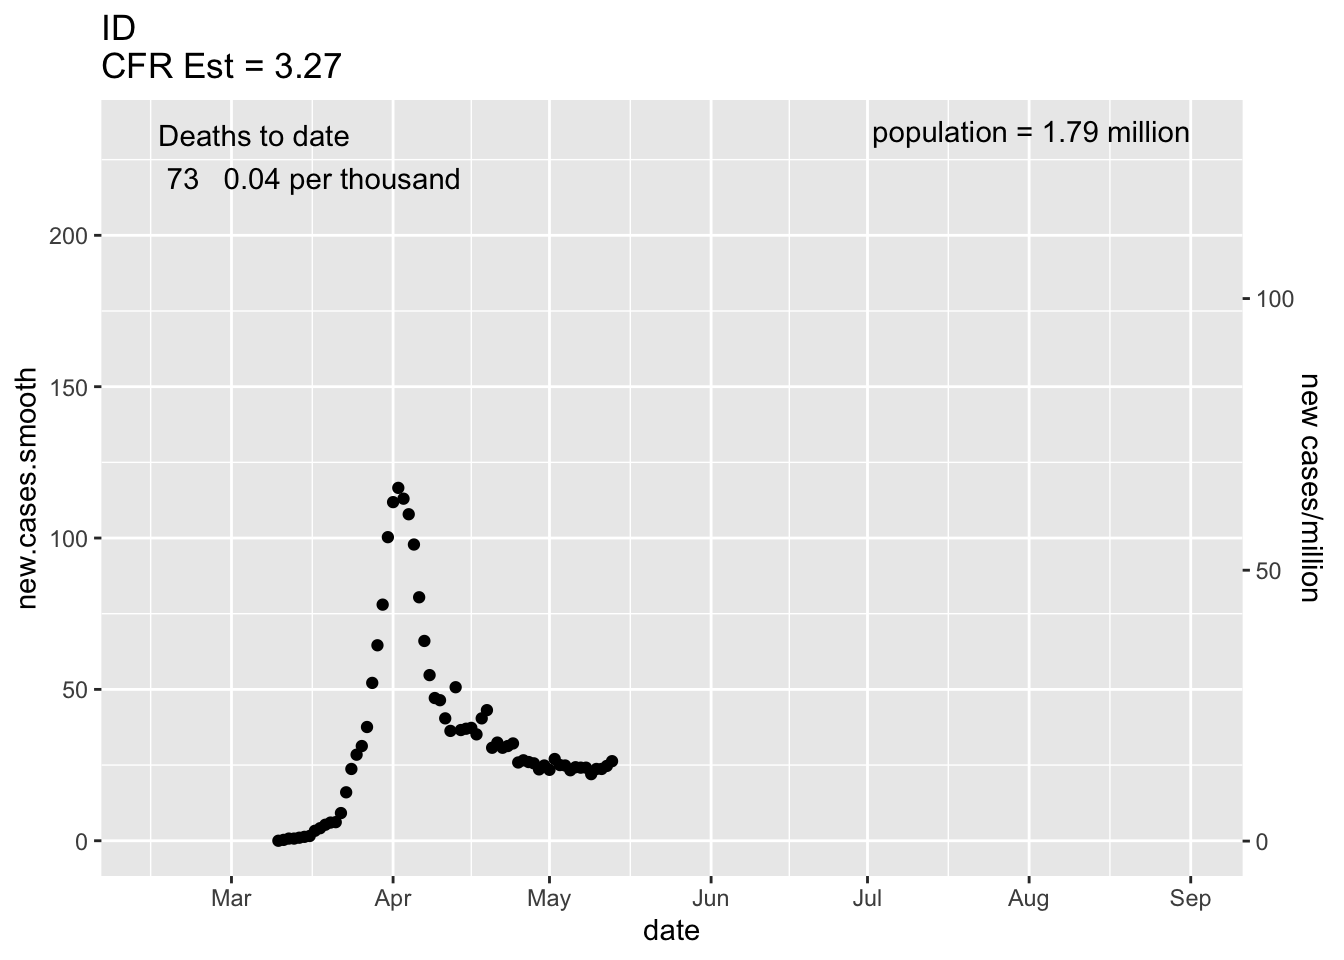 ID
CFR Est = 3.27
Deaths to date
73 0.04 per thousand
population = 1.79 million
200
150
100
50
0
new.cases.smooth
100
50
0
new cases/million
Mar Apr May Jun Jul Aug Sep
date